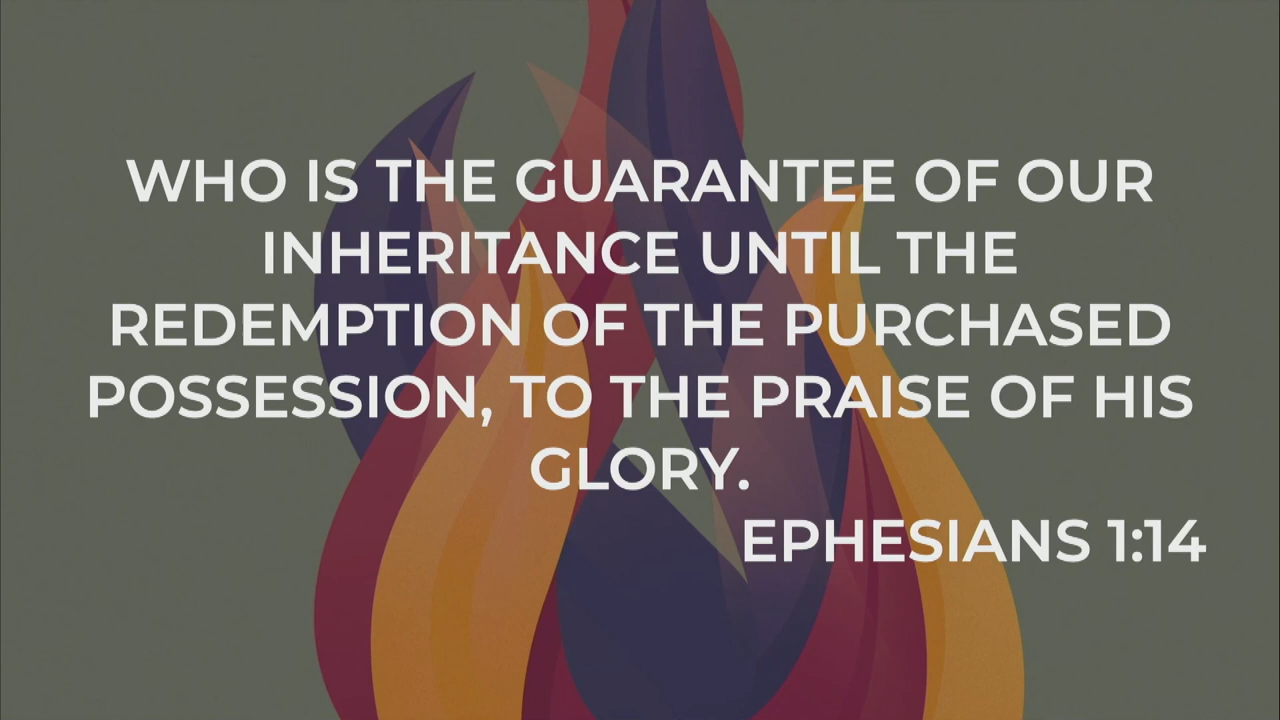 WHO IS THE GUARANTEE OF OUR
INHERITANCE UNTIL THE
REDEMPTION OF THE PURCHASED
POSSESSION, TO THE PRAISE OF HIS
GLORY.
EPHESIANS 1:14